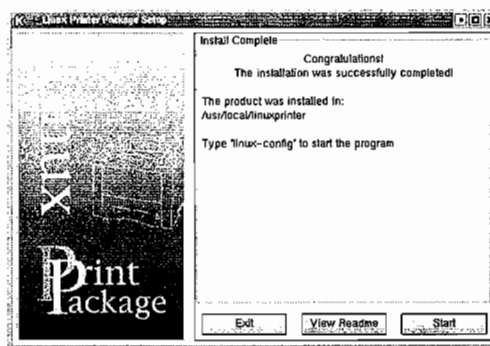 Linux Printer Package Setup
Install Complete
Congratulations!
The installation was successfully completed!
The product was installed in:
/usr/local/linuxprinter
Type 'linux-config' to start the program
Linux
Print
Package
Exit
View Readme
Start